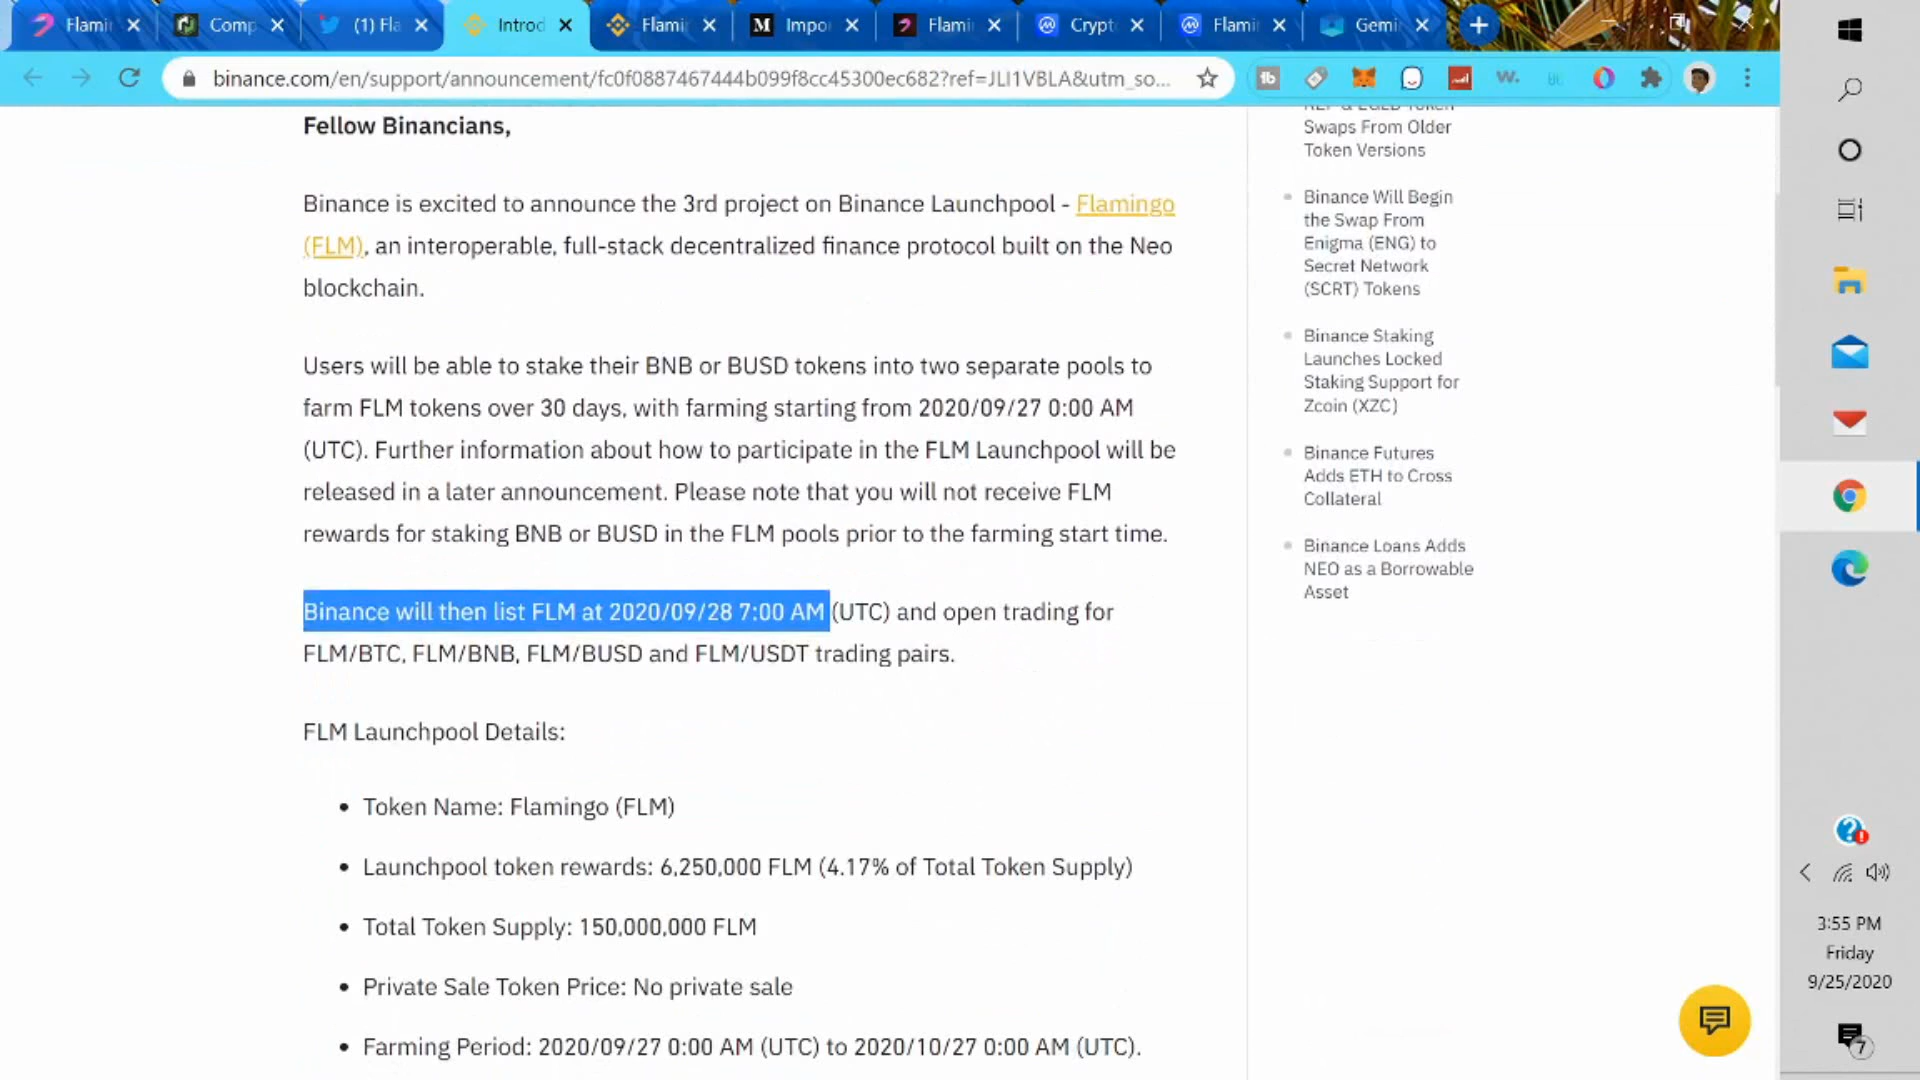 Flami
Comp
(1) Fla
Introd
Flami
Impo
Flami
Crypt
Flami
Gemi
binance.com/en/support/announcement/fc0f0887467444b099f8cc45300ec682?ref=JLI1VBLA&utm_so...
Fellow Binancians,
Binance is excited to announce the 3rd project on Binance Launchpool - Flamingo
(FLM), an interoperable, full-stack decentralized finance protocol built on the Neo
blockchain.
Users will be able to stake their BNB or BUSD tokens into two separate pools to
farm FLM tokens over 30 days, with farming starting from 2020/09/27 0:00 AM
(UTC). Further information about how to participate in the FLM Launchpool will be
released in a later announcement. Please note that you will not receive FLM
rewards for staking BNB or BUSD in the FLM pools prior to the farming start time.
Binance will then list FLM at 2020/09/28 7:00 AM (UTC) and open trading for
FLM/BTC, FLM/BNB, FLM/BUSD and FLM/USDT trading pairs.
FLM Launchpool Details:
• Token Name: Flamingo (FLM)
• Launchpool token rewards: 6,250,000 FLM (4.17% of Total Token Supply)
• Total Token Supply: 150,000,000 FLM
• Private Sale Token Price: No private sale
• Farming Period: 2020/09/27 0:00 AM (UTC) to 2020/10/27 0:00 AM (UTC).
Swaps From Older
Token Versions
Binance Will Begin
the Swap From
Enigma (ENG) to
Secret Network
(SCRT) Tokens
Binance Staking
Launches Locked
Staking Support for
Zcoin (XZC)
Binance Futures
Adds ETH to Cross
Collateral
Binance Loans Adds
NEO as a Borrowable
Asset
3:55 PM
Friday
9/25/2020
7